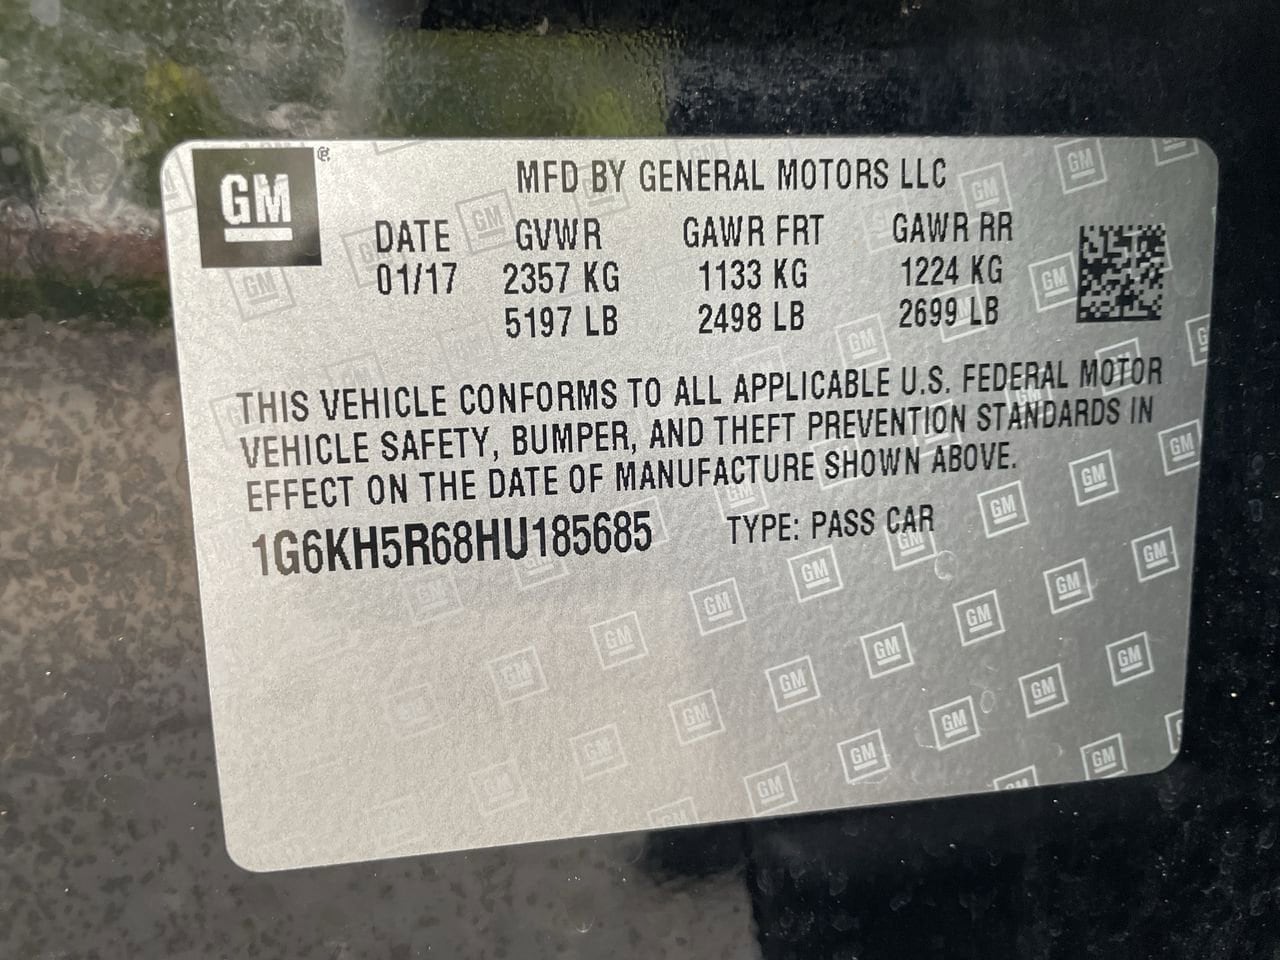 GM ®
MFD BY GENERAL MOTORS LLC
DATE GVWR GAWR FRT GAWR RR
01/17 2357 KG 1133 KG 1224 KG
5197 LB 2498 LB 2699 LB
THIS VEHICLE CONFORMS TO ALL APPLICABLE U.S. FEDERAL MOTOR
VEHICLE SAFETY, BUMPER, AND THEFT PREVENTION STANDARDS IN
EFFECT ON THE DATE OF MANUFACTURE SHOWN ABOVE.
1G6KH5R68HU185685 TYPE: PASS CAR